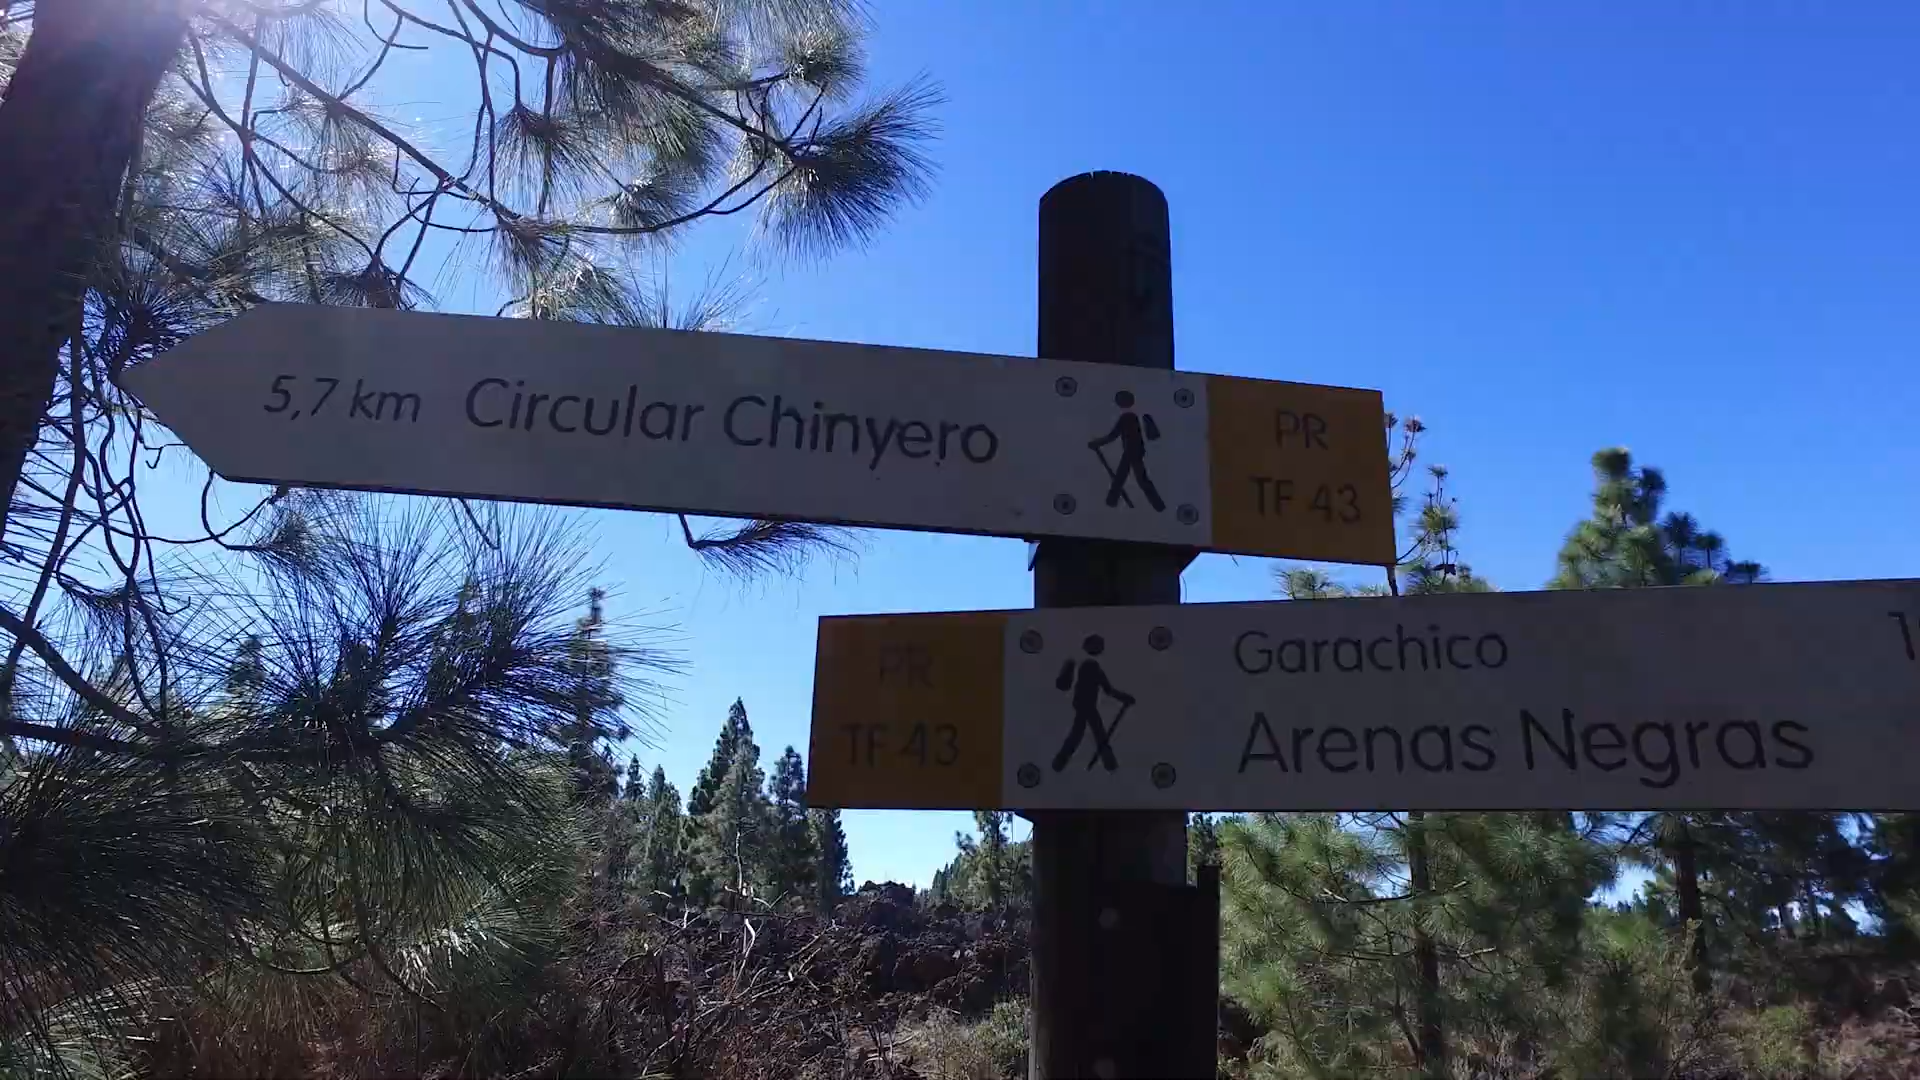 5,7 km Circular Chinyero
PR
TF 43
PR
TF 43
Garachico
Arenas Negras